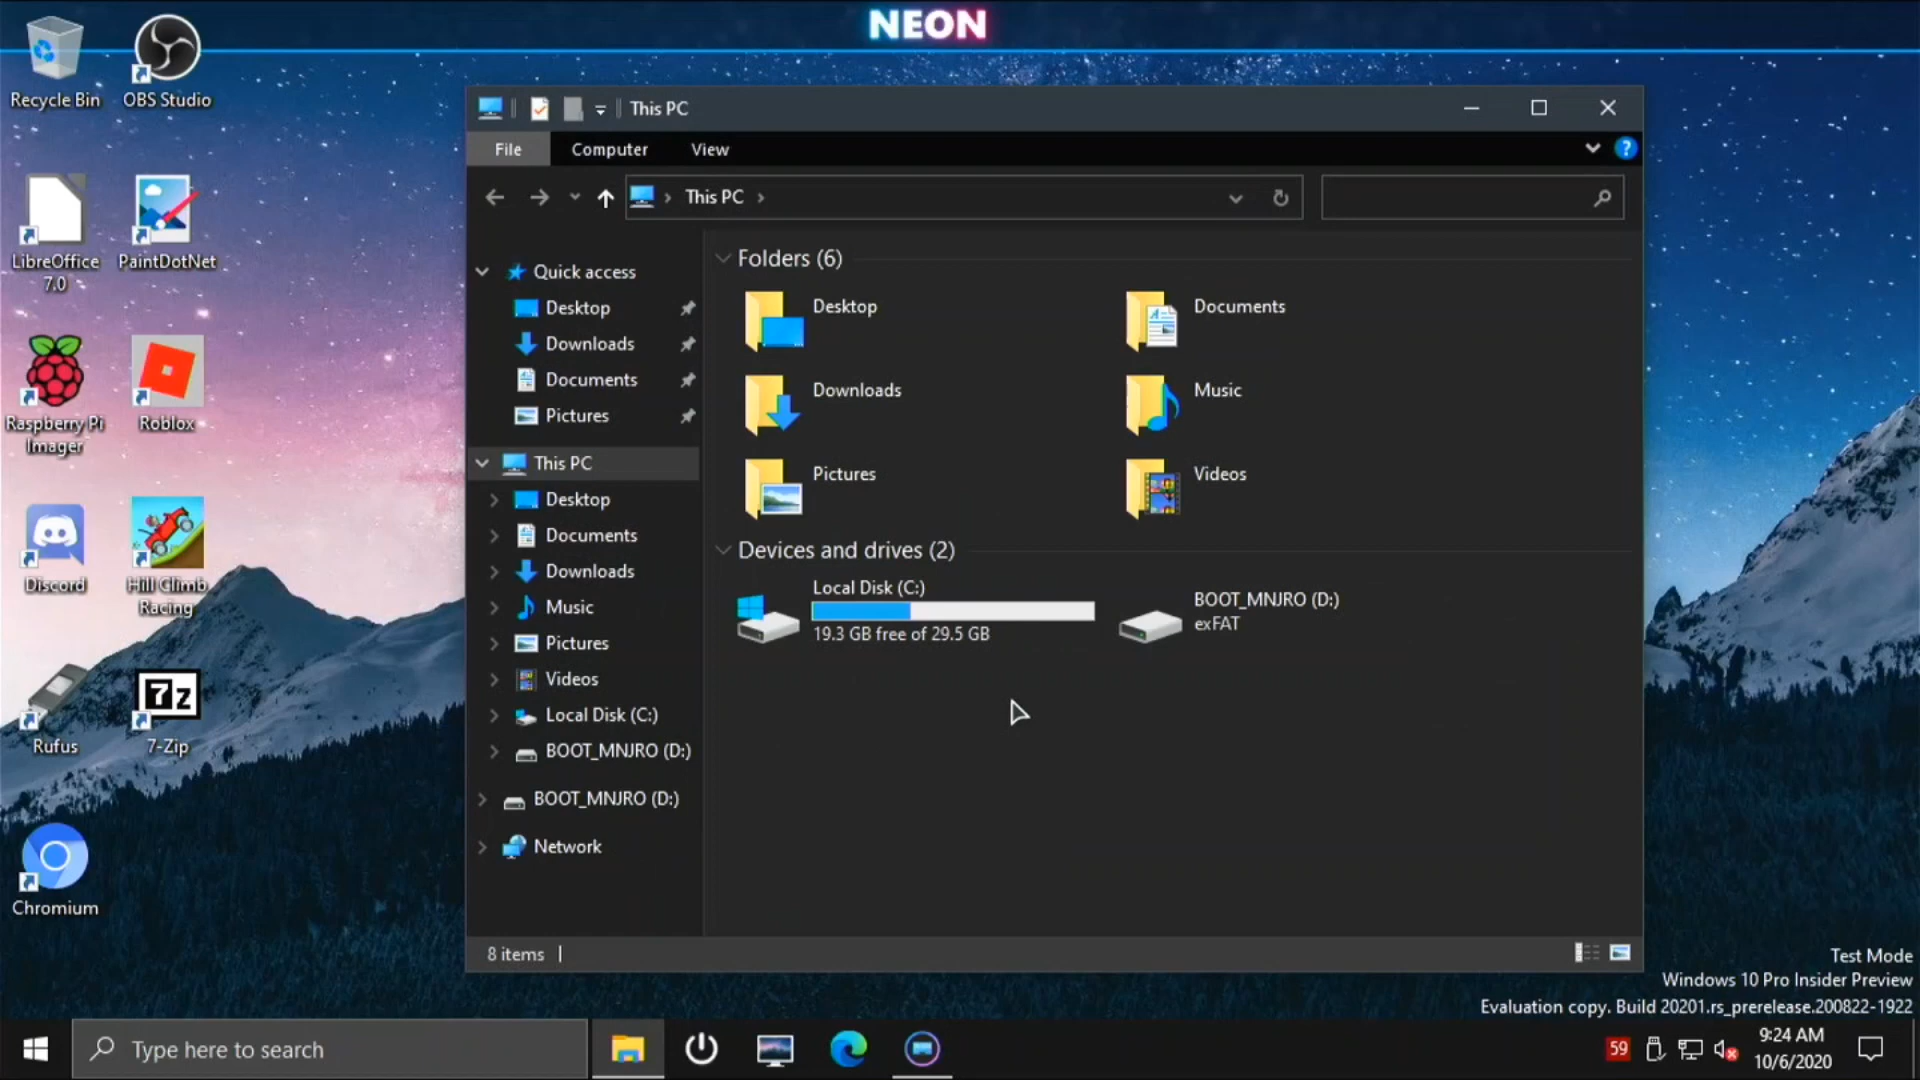 NEON
Recycle Bin
OBS Studio
LibreOffice
7.0
PaintDotNet
Raspberry Pi
Imager
Roblox
Discord
Hill Climb
Racing
Rufus
7z
7-Zip
Chromium
This PC
File
Computer
View
?
This PC
Quick access
Desktop
Downloads
Documents
Pictures
This PC
Desktop
Documents
Downloads
Music
Pictures
Videos
Local Disk (C:)
BOOT_MNJRO (D:)
BOOT_MNJRO (D:)
Network
Folders (6)
Desktop
Documents
Downloads
Music
Pictures
Videos
Devices and drives (2)
Local Disk (C:)
19.3 GB free of 29.5 GB
BOOT_MNJRO (D:)
exFAT
8 items
Test Mode
Windows 10 Pro Insider Preview
Evaluation copy. Build 20201.rs_prerelease.200822-1922
Type here to search
59
9:24 AM
10/6/2020